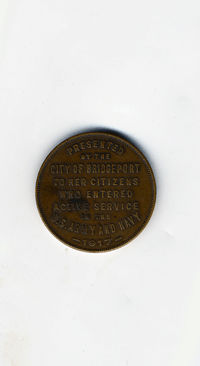 PRESENTED
BY THE
CITY OF BRIDGEPORT
TO HER CITIZENS
WHO ENTERED
ACTIVE SERVICE
IN THE
U.S. ARMY AND NAVY
—1917—